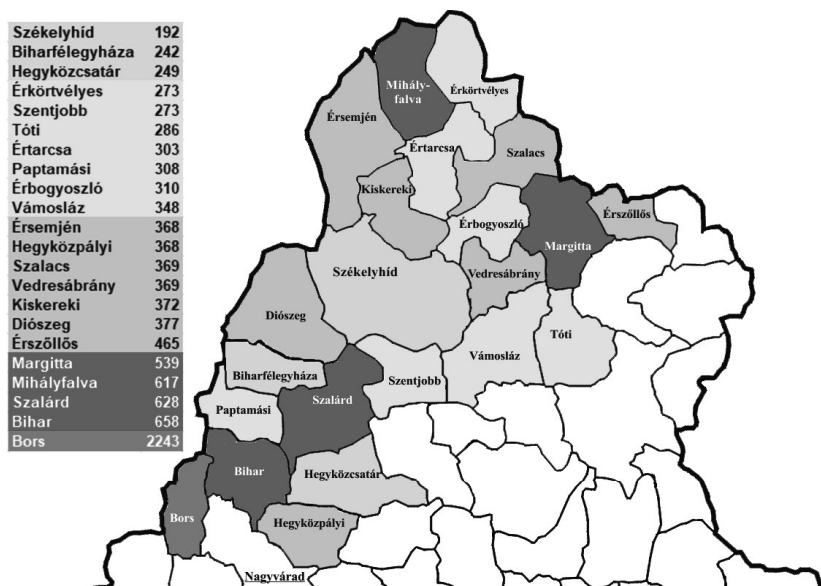 Székelyhíd 192
Biharfélegyháza 242
Hegyközcsatár 249
Érkörtvélyes 273
Szentjobb 273
Tóti 286
Értarcsa 303
Paptamási 308
Érbogyoszló 310
Vámosláz 348
Érsemjén 368
Hegyközpályi 368
Szalacs 369
Vedresábrány 369
Kiskereki 372
Diószeg 377
Érszőllős 465
Margitta 539
Mihályfalva 617
Szalárd 628
Bihar 658
Bors 2243
Mihály-
falva
Érkörtvélyes
Érsemjén
Értarcsa
Szalacs
Kiskereki
Érszőllős
Érbogyoszló
Margitta
Székelyhíd
Vedresábrány
Diószeg
Tóti
Vámosláz
Biharfélegyháza
Szentjobb
Szalárd
Paptamási
Bihar
Hegyközcsatár
Bors
Hegyközpályi
Nagyvárad